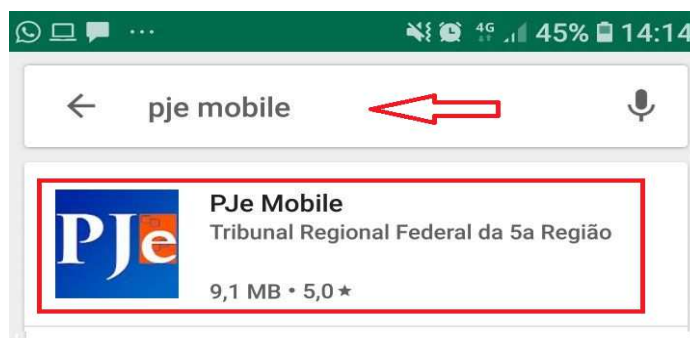 4G 45% 14:14
pje mobile
PJe
PJe Mobile
Tribunal Regional Federal da 5a Região
9,1 MB • 5,0 ★